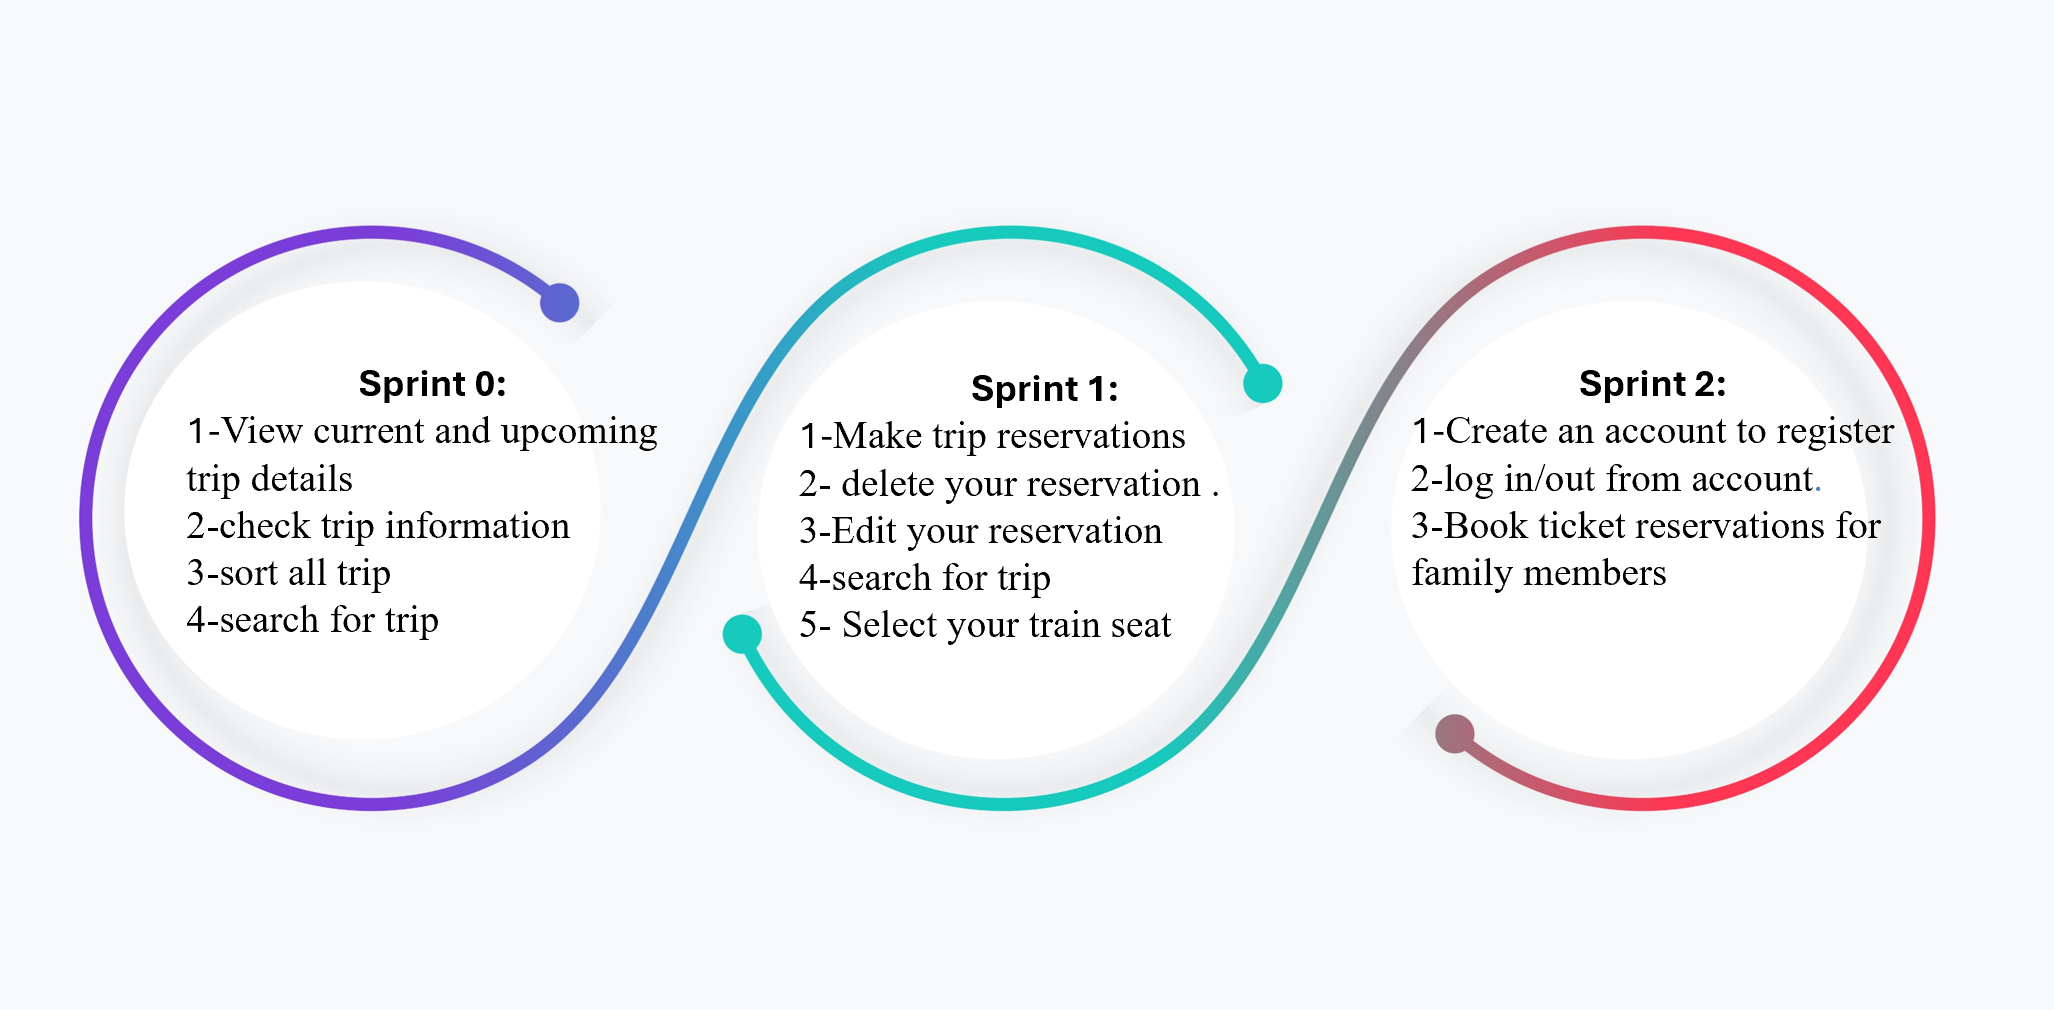 Sprint 0:
1-View current and upcoming
trip details
2-check trip information
3-sort all trip
4-search for trip
Sprint 1:
1-Make trip reservations
2- delete your reservation .
3-Edit your reservation
4-search for trip
5- Select your train seat
Sprint 2:
1-Create an account to register
2-log in/out from account.
3-Book ticket reservations for
family members